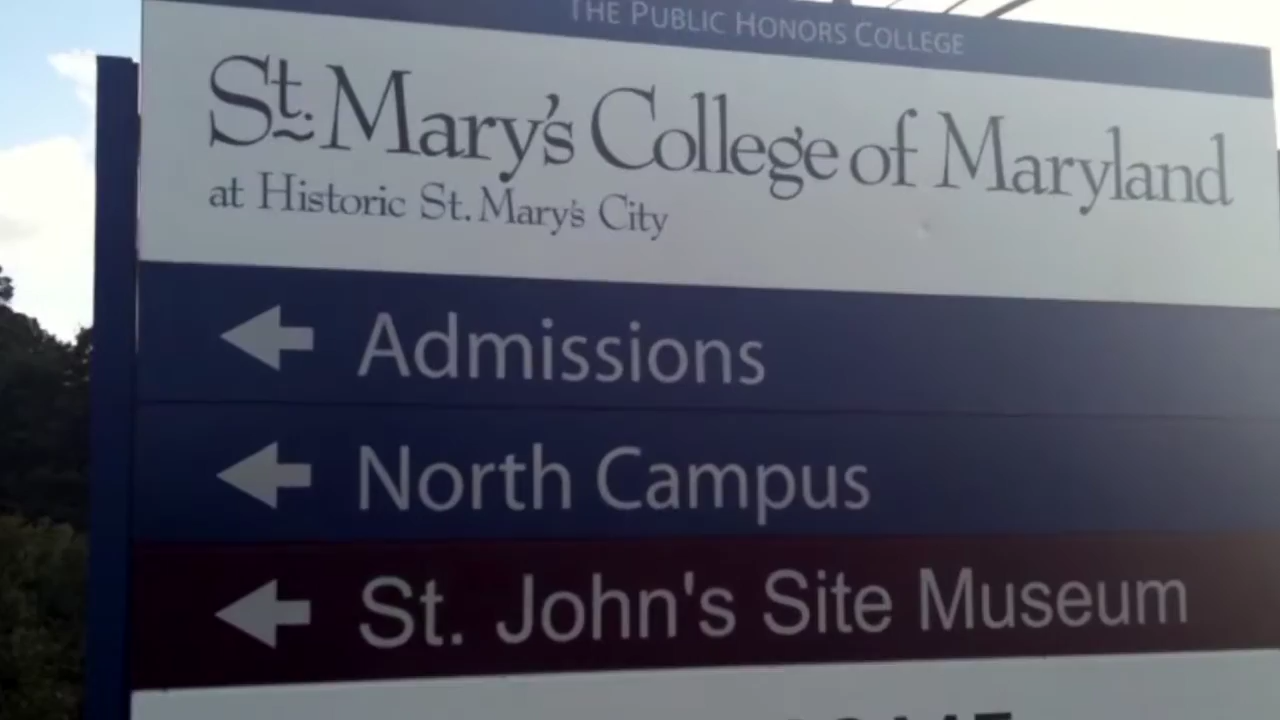 THE PUBLIC HONORS COLLEGE
St. Mary's College of Maryland
at Historic St. Mary's City
Admissions
North Campus
St. John's Site Museum